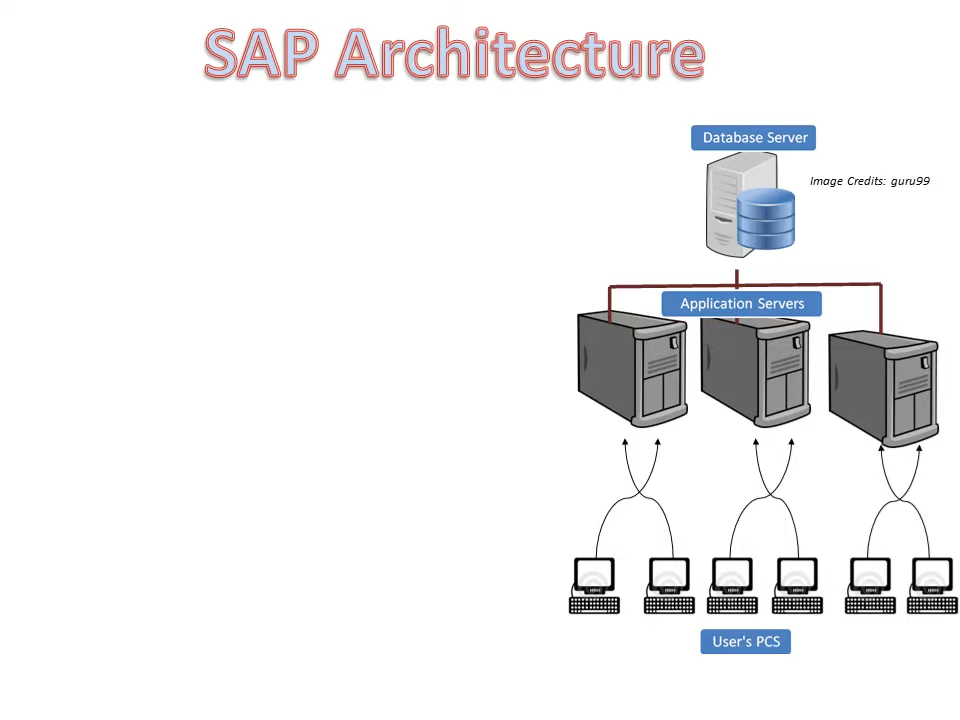 SAP Architecture
Database Server
Image Credits: guru99
Application Servers
User's PCS